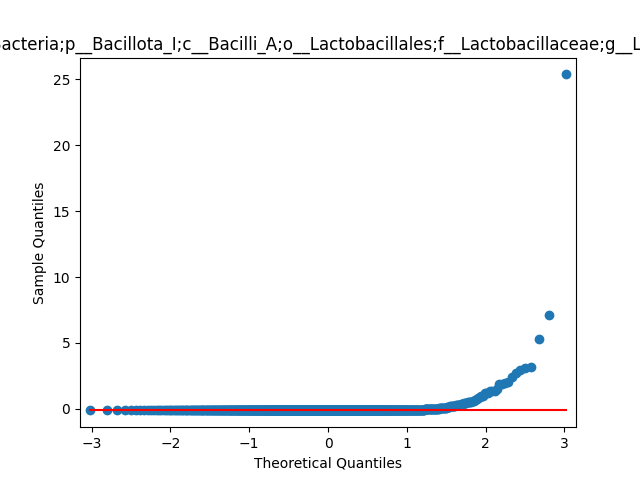 Bacteria;p__Bacillota_I;c__Bacilli_A;o__Lactobacillales;f__Lactobacillaceae;g__L
25
20
15
10
5
0
Sample Quantiles
−3 −2 −1 0 1 2 3
Theoretical Quantiles